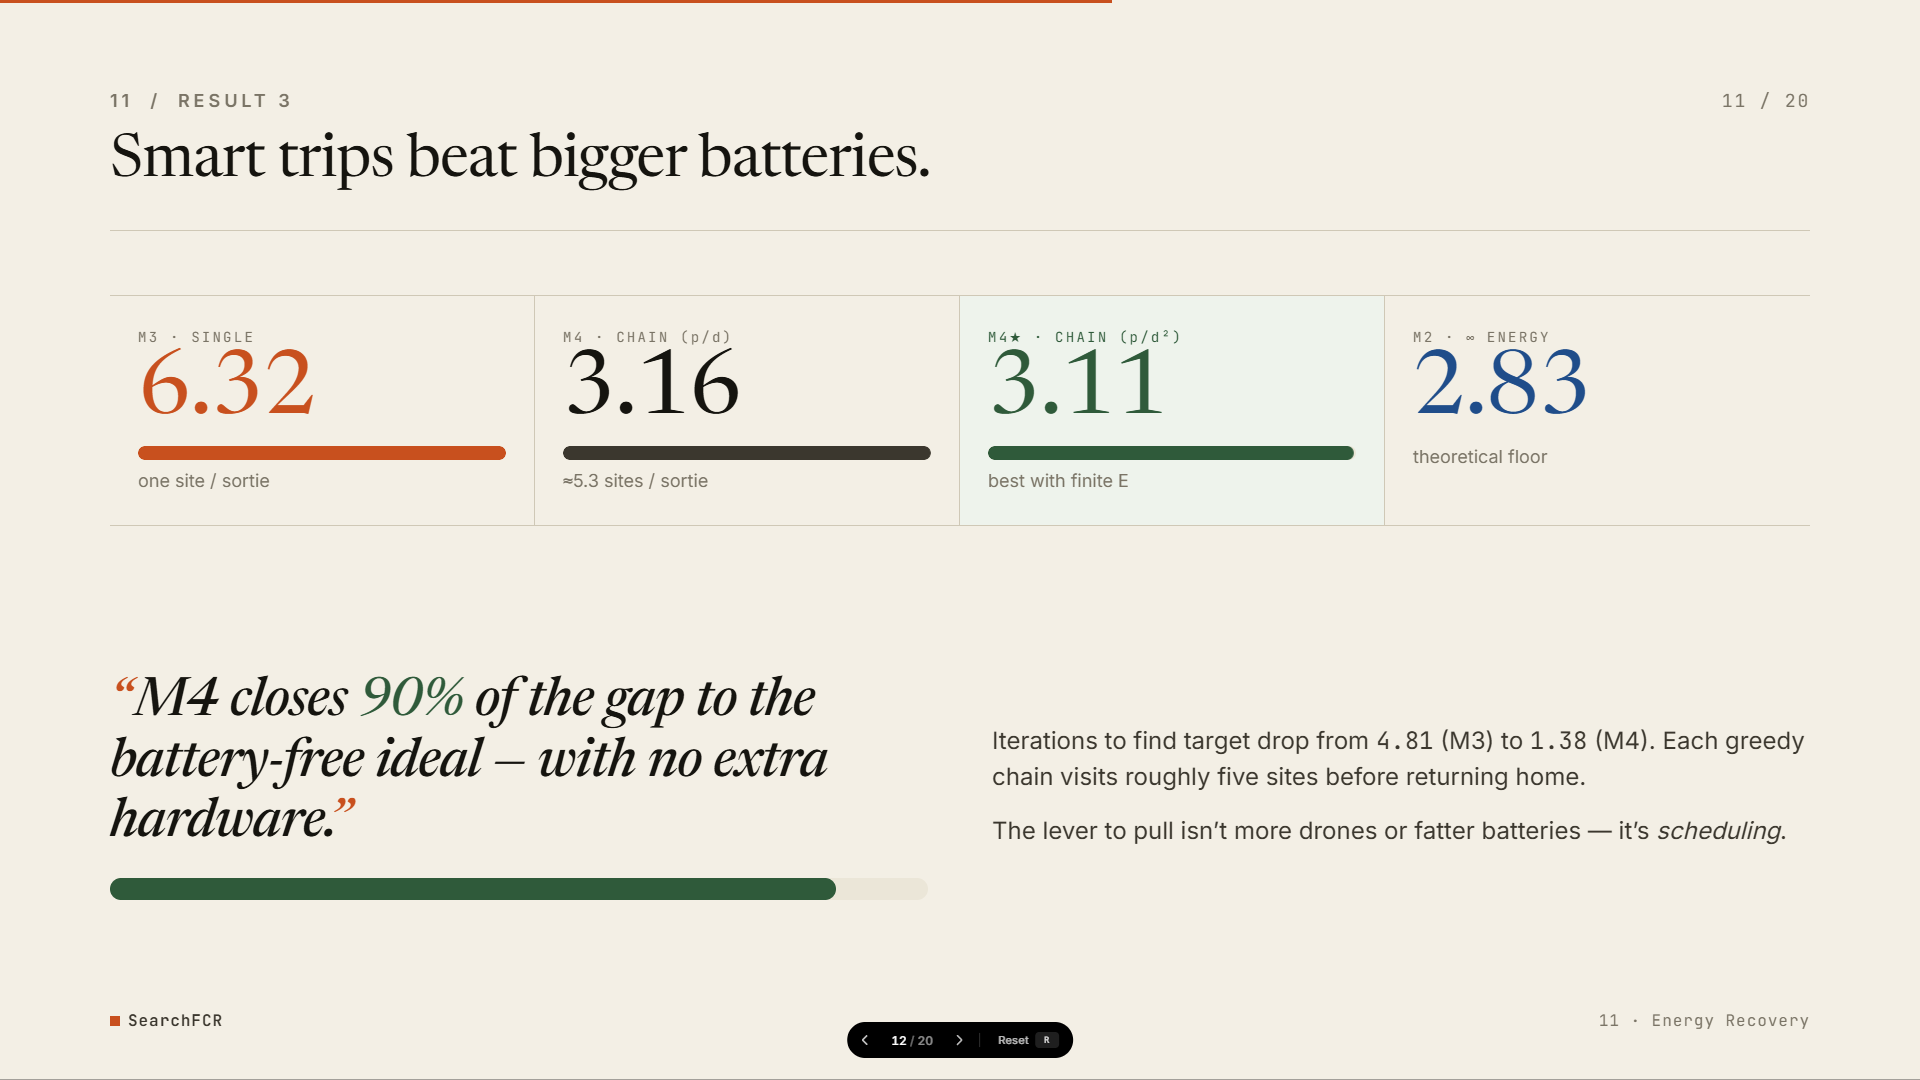 11 / RESULT 3
11 / 20
Smart trips beat bigger batteries.
M3 · SINGLE
6.32
one site / sortie
M4 · CHAIN (p/d)
3.16
≈5.3 sites / sortie
M4★ · CHAIN (p/d²)
3.11
best with finite E
M2 · ∞ ENERGY
2.83
theoretical floor
“M4 closes 90% of the gap to the
battery-free ideal — with no extra
hardware.”
Iterations to find target drop from 4.81 (M3) to 1.38 (M4). Each greedy
chain visits roughly five sites before returning home.
The lever to pull isn’t more drones or fatter batteries — it’s scheduling.
SearchFCR
12 / 20
Reset R
11 · Energy Recovery